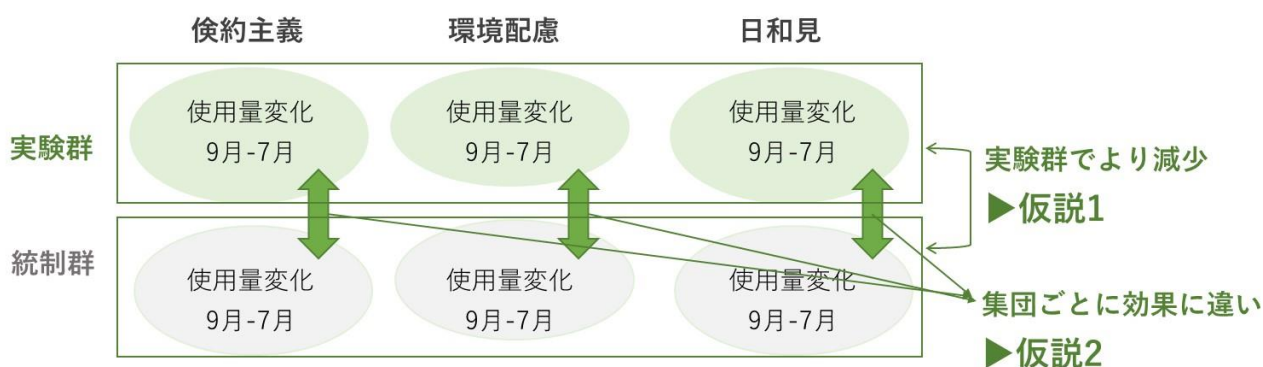 倹約主義 環境配慮 日和見
実験群
使用量変化 使用量変化 使用量変化
9月-7月 9月-7月 9月-7月
実験群でより減少
▶仮説1
統制群
使用量変化 使用量変化 使用量変化
9月-7月 9月-7月 9月-7月
集団ごとに効果に違い
▶仮説2